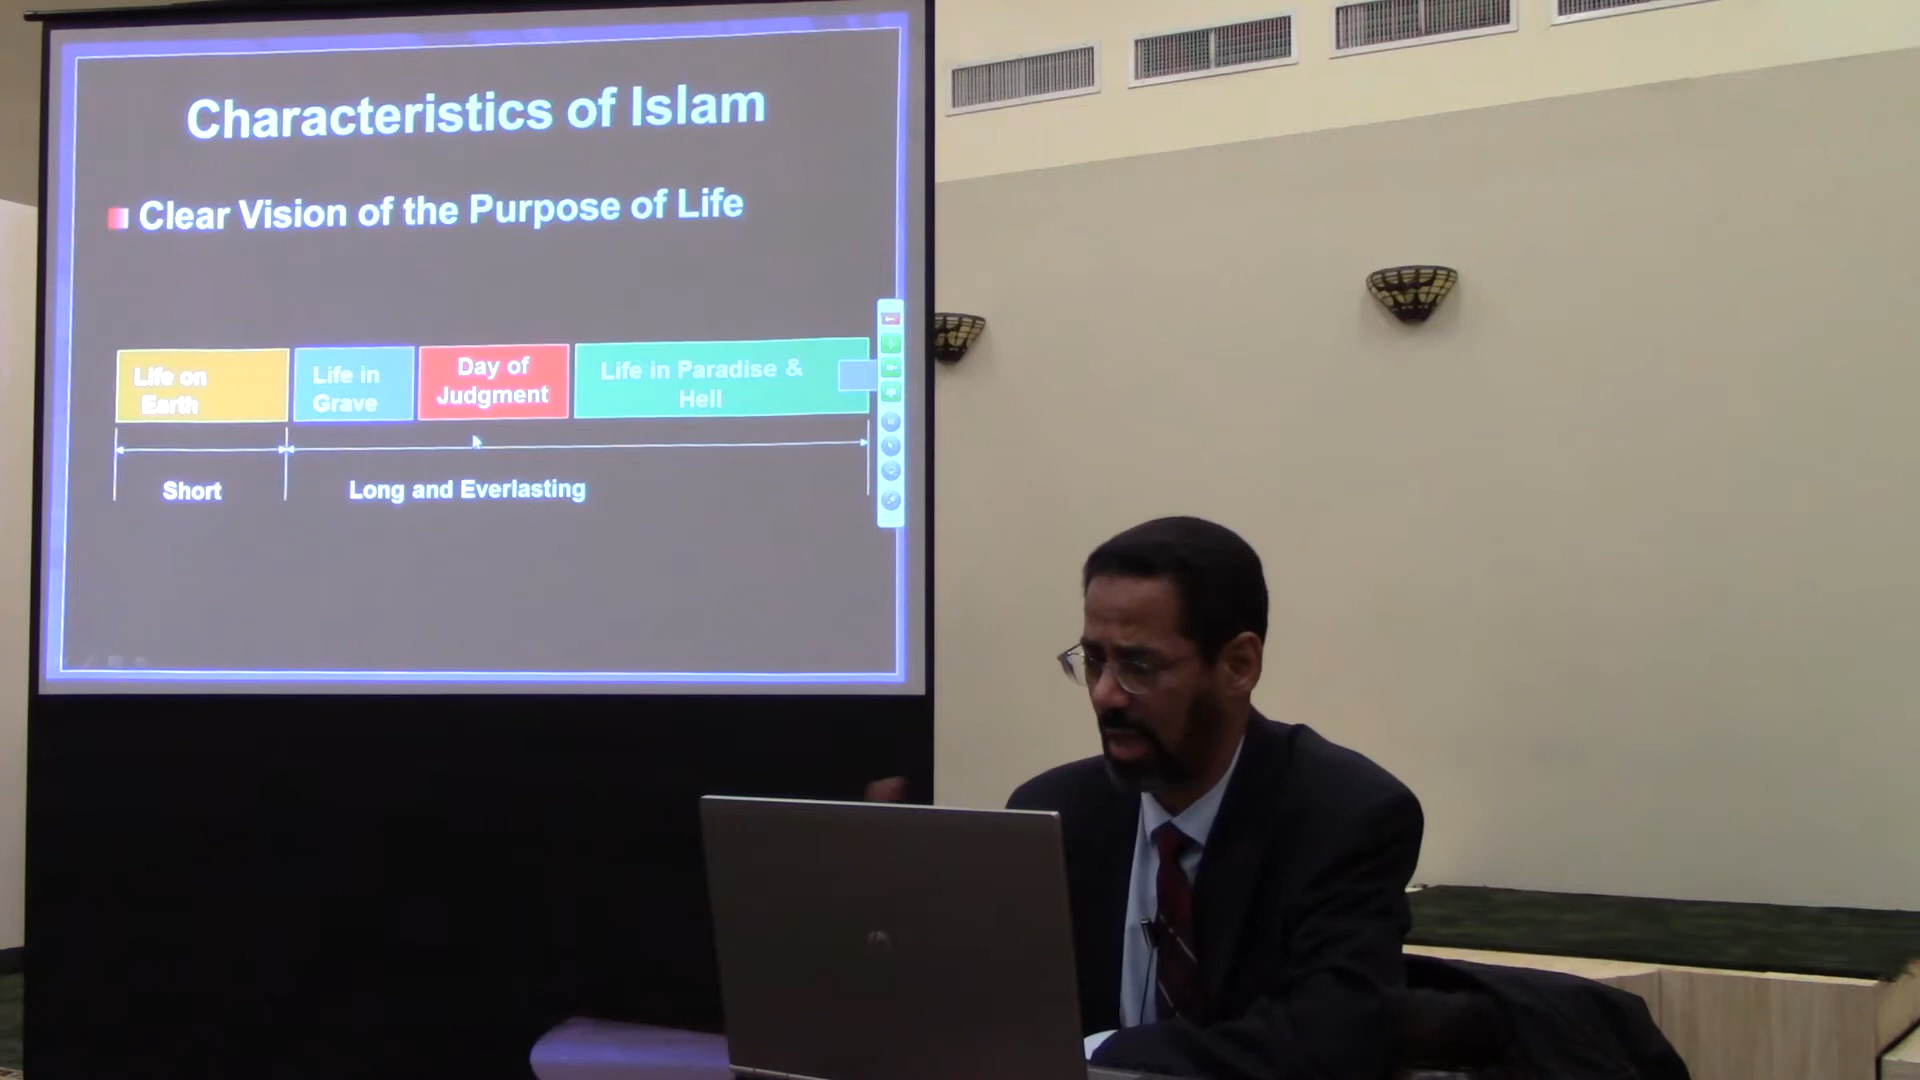 Characteristics of Islam
Clear Vision of the Purpose of Life
Life on
Earth
Life in
Grave
Day of
Judgment
Life in Paradise &
Hell
Short
Long and Everlasting